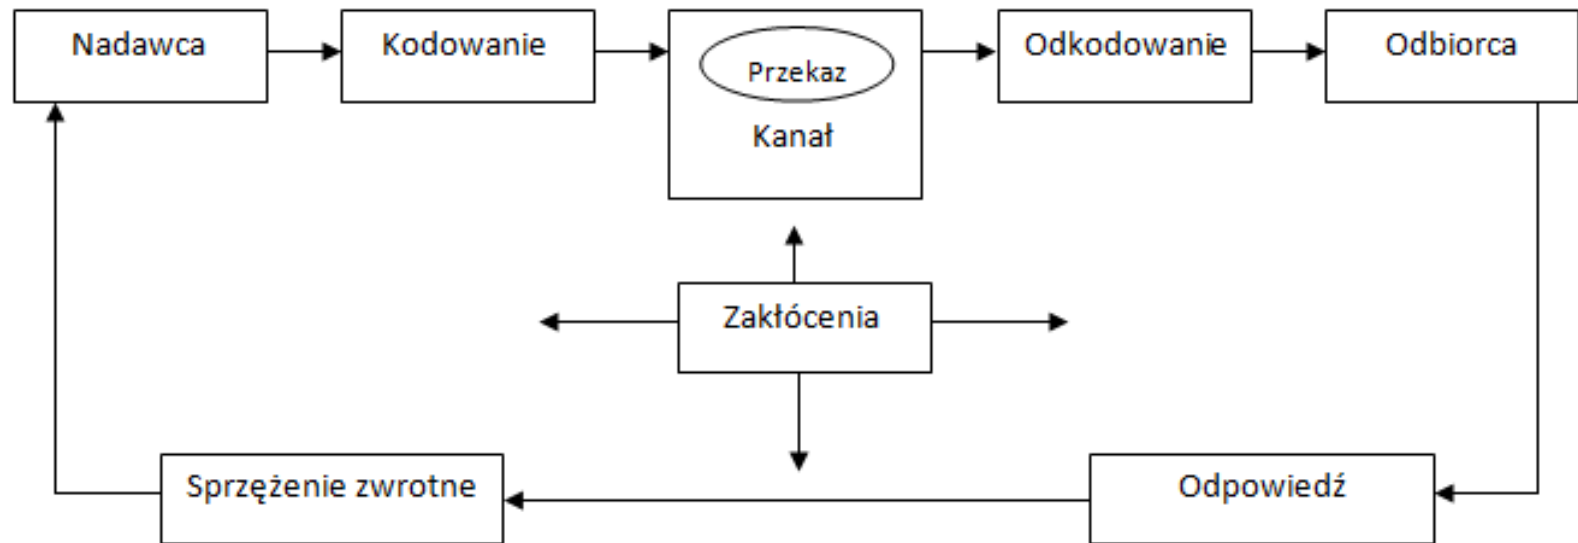 Nadawca
Kodowanie
Przekaz
Kanał
Odkodowanie
Odbiorca
Zakłócenia
Sprzężenie zwrotne
Odpowiedź